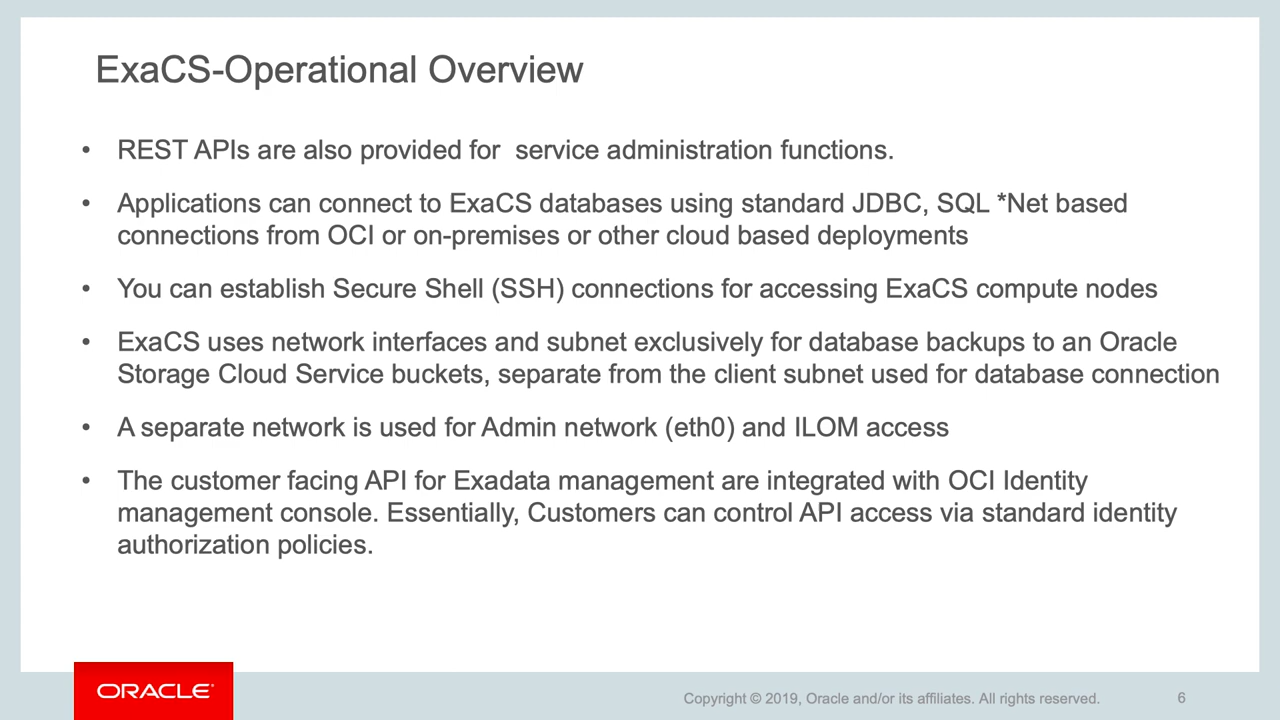 ExaCS-Operational Overview
• REST APIs are also provided for  service administration functions.
• Applications can connect to ExaCS databases using standard JDBC, SQL *Net based
connections from OCI or on-premises or other cloud based deployments
• You can establish Secure Shell (SSH) connections for accessing ExaCS compute nodes
• ExaCS uses network interfaces and subnet exclusively for database backups to an Oracle
Storage Cloud Service buckets, separate from the client subnet used for database connection
• A separate network is used for Admin network (eth0) and ILOM access
• The customer facing API for Exadata management are integrated with OCI Identity
management console. Essentially, Customers can control API access via standard identity
authorization policies.
ORACLE®
Copyright © 2019, Oracle and/or its affiliates. All rights reserved. 6